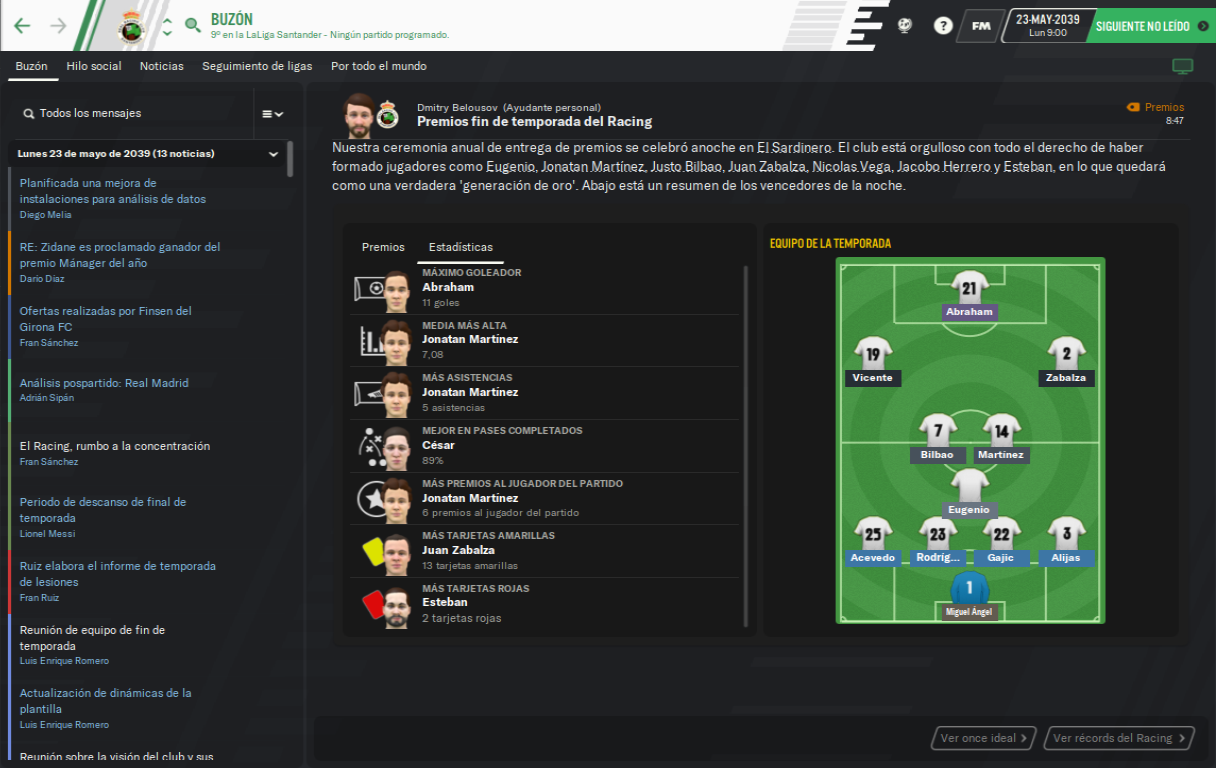 BUZÓN
9º en la LaLiga Santander - Ningún partido programado.
?
FM
23-MAY-2039
Lun 9:00
SIGUIENTE NO LEÍDO
Buzón
Hilo social
Noticias
Seguimiento de ligas
Por todo el mundo
Todos los mensajes
Lunes 23 de mayo de 2039 (13 noticias)
Planificada una mejora de
instalaciones para análisis de datos
Diego Melia
RE: Zidane es proclamado ganador del
premio Mánager del año
Darío Díaz
Ofertas realizadas por Finsen del
Girona FC
Fran Sánchez
Análisis pospartido: Real Madrid
Adrián Sipán
El Racing, rumbo a la concentración
Fran Sánchez
Periodo de descanso de final de
temporada
Lionel Messi
Ruiz elabora el informe de temporada
de lesiones
Fran Ruiz
Reunión de equipo de fin de
temporada
Luis Enrique Romero
Actualización de dinámicas de la
plantilla
Luis Enrique Romero
Reunión sobre la visión del club y sus
Dmitry Belousov (Ayudante personal)
Premios fin de temporada del Racing
Premios
8:47
Nuestra ceremonia anual de entrega de premios se celebró anoche en El Sardinero. El club está orgulloso con todo el derecho de haber
formado jugadores como Eugenio, Jonatan Martínez, Justo Bilbao, Juan Zabalza, Nicolas Vega, Jacobo Herrero y Esteban, en lo que quedará
como una verdadera 'generación de oro'. Abajo está un resumen de los vencedores de la noche.
Premios
Estadísticas
MÁXIMO GOLEADOR
Abraham
11 goles
MEDIA MÁS ALTA
Jonatan Martínez
7,08
MÁS ASISTENCIAS
Jonatan Martínez
5 asistencias
MEJOR EN PASES COMPLETADOS
César
89%
MÁS PREMIOS AL JUGADOR DEL PARTIDO
Jonatan Martínez
6 premios al jugador del partido
MÁS TARJETAS AMARILLAS
Juan Zabalza
13 tarjetas amarillas
MÁS TARJETAS ROJAS
Esteban
2 tarjetas rojas
EQUIPO DE LA TEMPORADA
21
Abraham
19
Vicente
2
Zabalza
7
Bilbao
14
Martínez
Eugenio
25
Acevedo
23
Rodríg...
22
Gajic
3
Alijas
1
Miguel Ángel
Ver once ideal
Ver récords del Racing